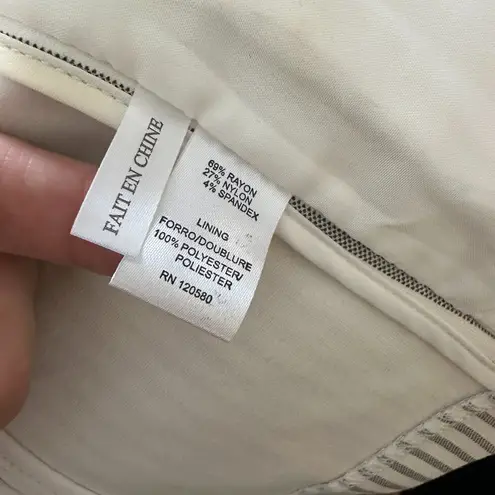 FAIT EN CHINE
69% RAYON
27% NYLON
4% SPANDEX
LINING
FORRO/DOUBLURE
100% POLYESTER/
POLIESTER
RN 120580